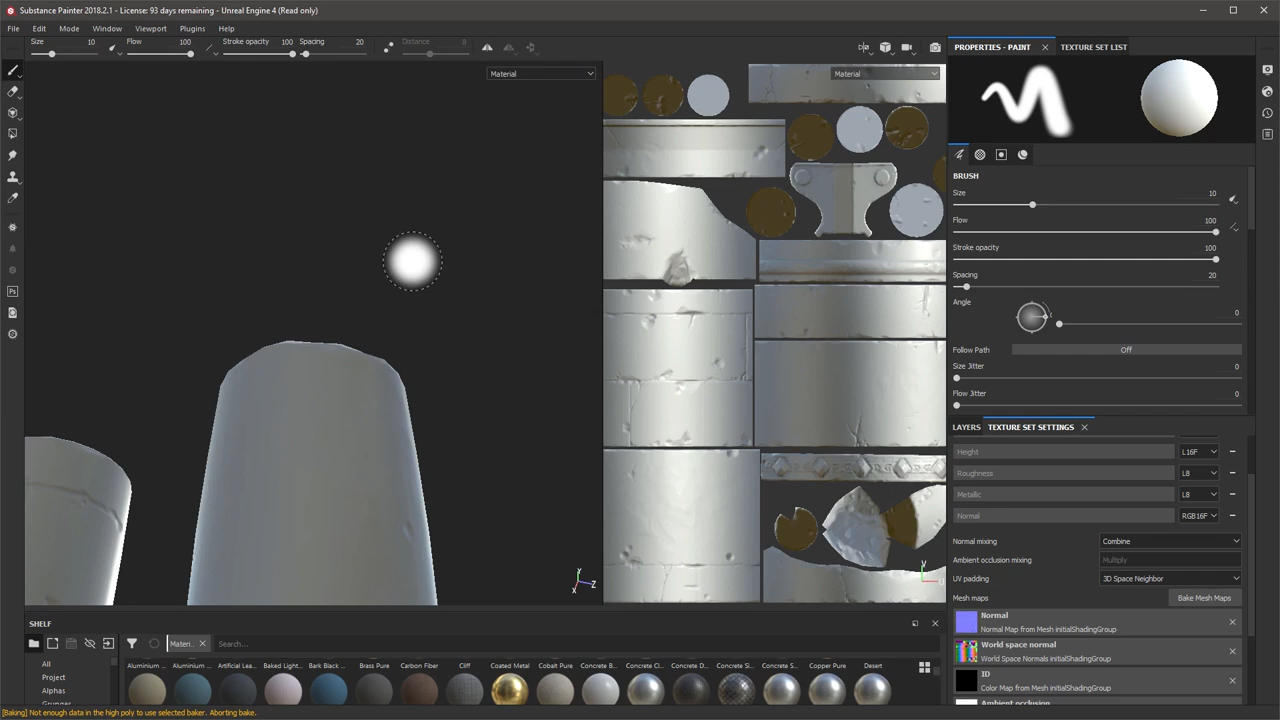 Substance Painter 2018.2.1 - License: 93 days remaining - Unreal Engine 4 (Read only)
File Edit Mode Window Viewport Plugins Help
Size 10 Flow 100 Stroke opacity 100 Spacing 20 Distance 8
Material
Material
Y
Z
X
V
U
PROPERTIES - PAINT
TEXTURE SET LIST
BRUSH
Size 10
Flow 100
Stroke opacity 100
Spacing 20
Angle 0
Follow Path Off
Size Jitter 0
Flow Jitter 0
LAYERS
TEXTURE SET SETTINGS
Height L16F
Roughness L8
Metallic L8
Normal RGB16F
Normal mixing Combine
Ambient occlusion mixing Multiply
UV padding 3D Space Neighbor
Mesh maps Bake Mesh Maps
Normal
Normal Map from Mesh initialShadingGroup
World space normal
World Space Normals initialShadingGroup
ID
Color Map from Mesh initialShadingGroup
Ambient occlusion
SHELF
Materi...
Search...
All
Project
Alphas
Grunges
Aluminium ... Aluminium ... Artificial Lea... Baked Light... Bark Black ... Brass Pure Carbon Fiber Cliff Coated Metal Cobalt Pure Concrete B... Concrete Cl... Concrete D... Concrete Si... Concrete S... Copper Pure Desert
Ps
[Baking] Not enough data in the high poly to use selected baker. Aborting bake.